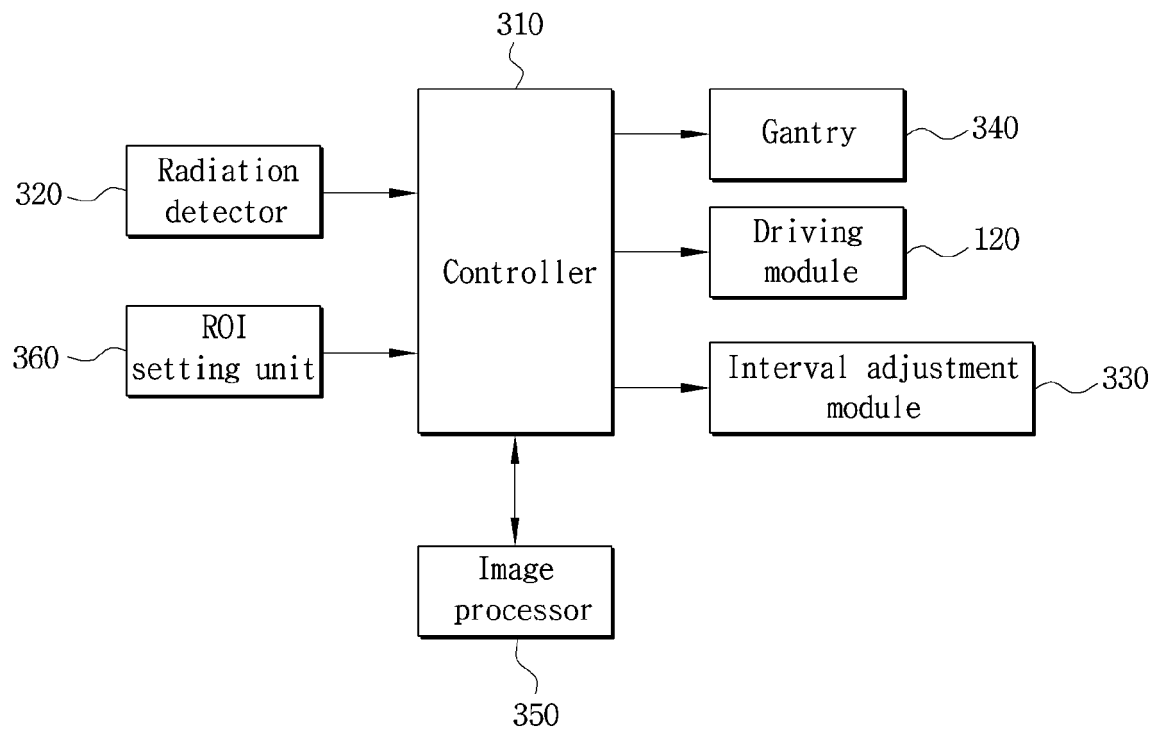 310
Gantry
340
Radiation
detector
320
Driving
module
120
Controller
ROI
setting unit
360
Interval adjustment
module
330
Image
processor
350